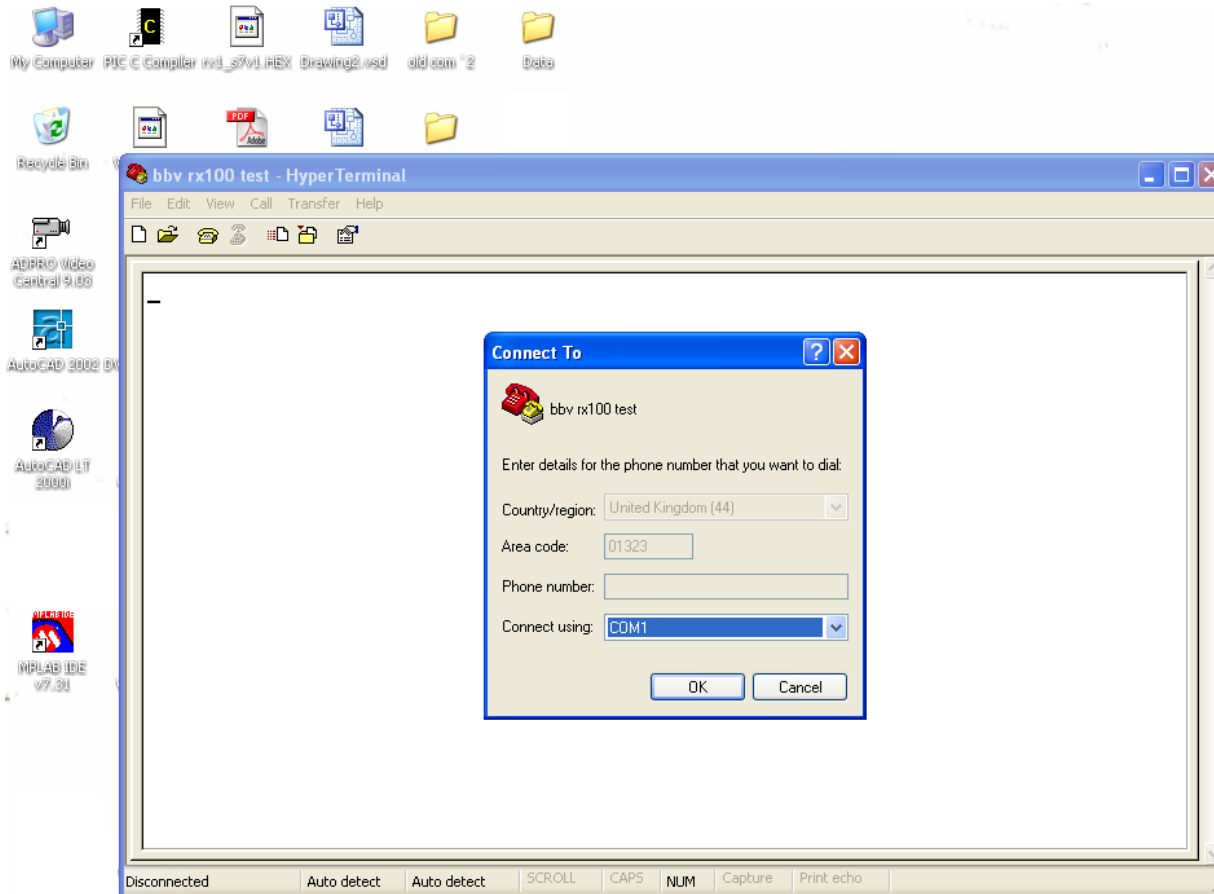 My Computer
PIC C Compiler
rx1_s7v1.HEX
Drawing2.vsd
old com ~2
Data
PDF
Adobe
Recycle Bin
bbv rx100 test - HyperTerminal
File Edit View Call Transfer Help
ADPRO Video
Central 9.03
AutoCAD 2002
AutoCAD LT
2000i
MPLAB IDE
MPLAB IDE
v7.31
Connect To
bbv rx100 test
Enter details for the phone number that you want to dial:
Country/region: United Kingdom (44)
Area code: 01323
Phone number:
Connect using: COM1
OK Cancel
Disconnected Auto detect Auto detect SCROLL CAPS NUM Capture Print echo